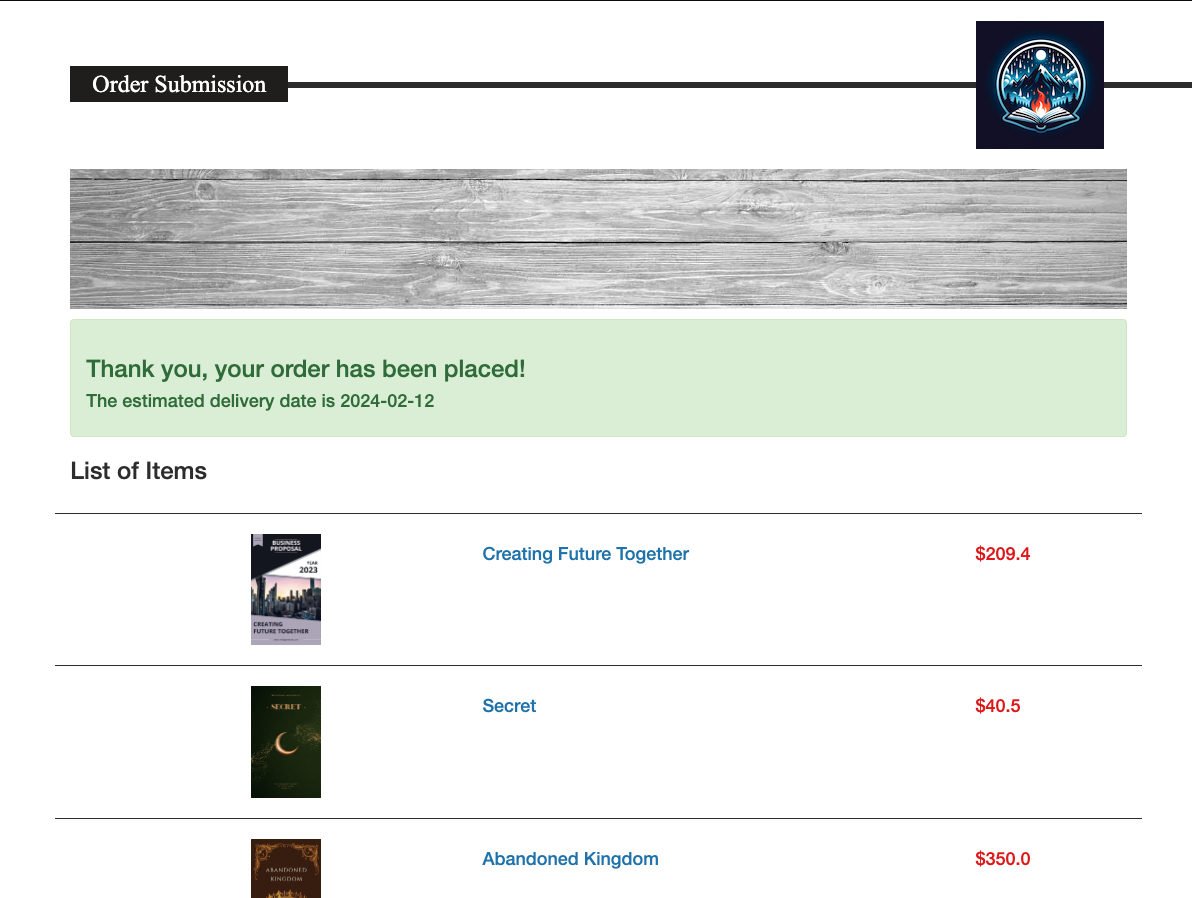 Order Submission
Thank you, your order has been placed!
The estimated delivery date is 2024-02-12
List of Items
BUSINESS
PROPOSAL
YEAR
2023
CREATING
FUTURE TOGETHER
Creating Future Together
$209.4
SECRET
Secret
$40.5
ABANDONED
KINGDOM
Abandoned Kingdom
$350.0